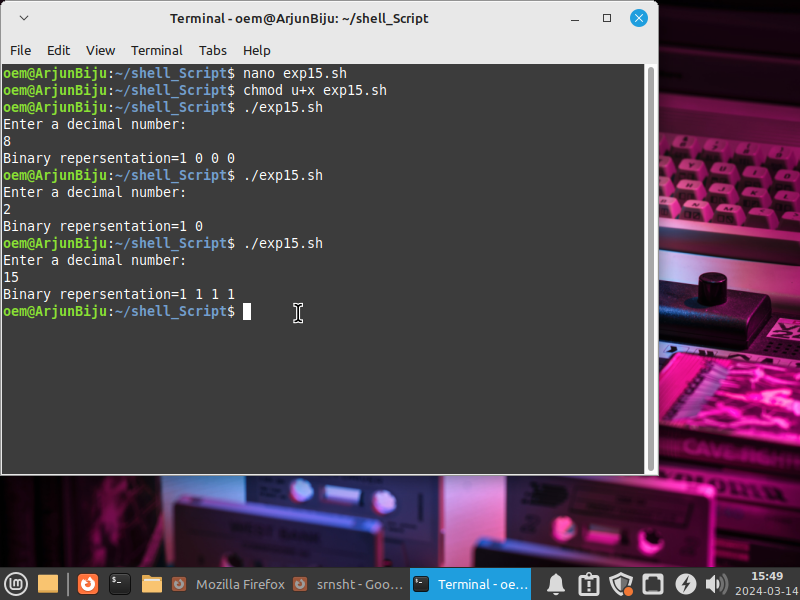 Terminal - oem@ArjunBiju: ~/shell_Script
File Edit View Terminal Tabs Help
oem@ArjunBiju:~/shell_Script$ nano exp15.sh
oem@ArjunBiju:~/shell_Script$ chmod u+x exp15.sh
oem@ArjunBiju:~/shell_Script$ ./exp15.sh
Enter a decimal number:
8
Binary repersentation=1 0 0 0
oem@ArjunBiju:~/shell_Script$ ./exp15.sh
Enter a decimal number:
2
Binary repersentation=1 0
oem@ArjunBiju:~/shell_Script$ ./exp15.sh
Enter a decimal number:
15
Binary repersentation=1 1 1 1
oem@ArjunBiju:~/shell_Script$
CAVE FIGHT
Mozilla Firefox
srnsht - Goo...
Terminal - oe...
15:49
2024-03-14